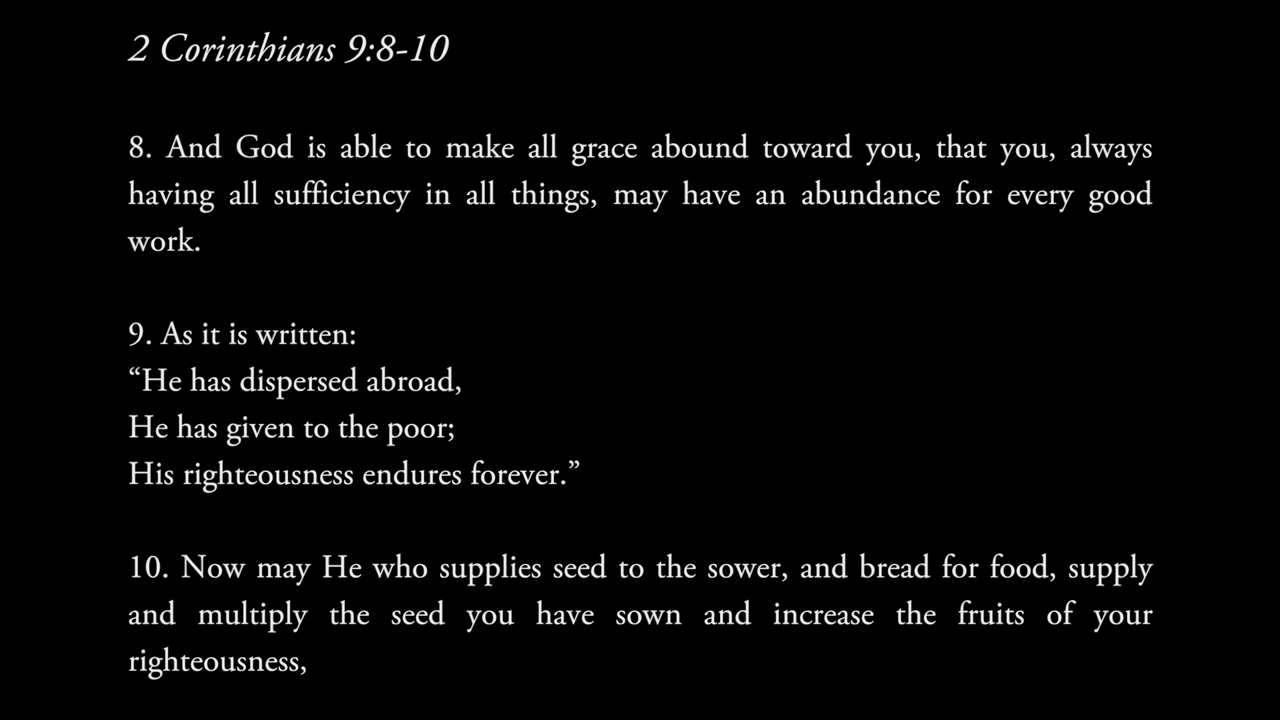 2 Corinthians 9:8-10
8. And God is able to make all grace abound toward you, that you, always
having all sufficiency in all things, may have an abundance for every good
work.
9. As it is written:
“He has dispersed abroad,
He has given to the poor;
His righteousness endures forever.”
10. Now may He who supplies seed to the sower, and bread for food, supply
and multiply the seed you have sown and increase the fruits of your
righteousness,